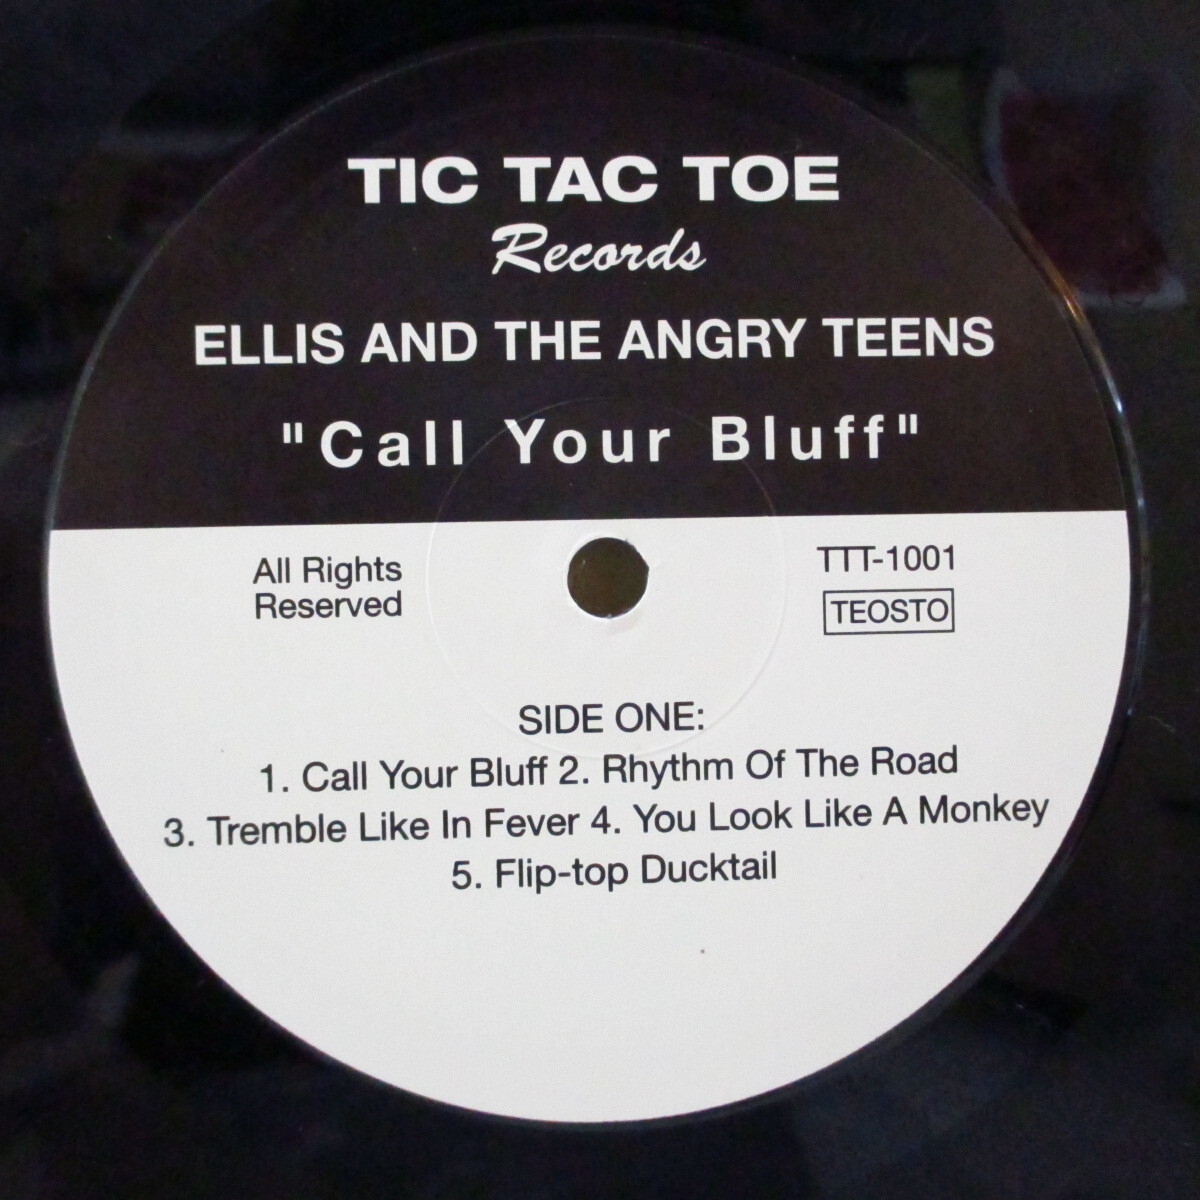 TIC TAC TOE
Records
ELLIS AND THE ANGRY TEENS
"Call Your Bluff"
All Rights
Reserved
TTT-1001
TEOSTO
SIDE ONE:
1. Call Your Bluff 2. Rhythm Of The Road
3. Tremble Like In Fever 4. You Look Like A Monkey
5. Flip-top Ducktail